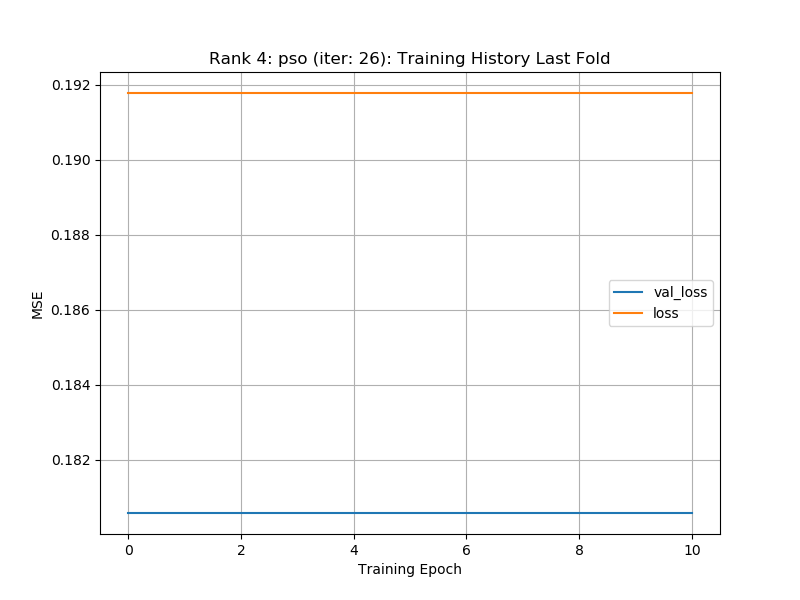 Rank 4: pso (iter: 26): Training History Last Fold
0.192
0.190
0.188
0.186
0.184
0.182
MSE
val_loss
loss
0 2 4 6 8 10
Training Epoch